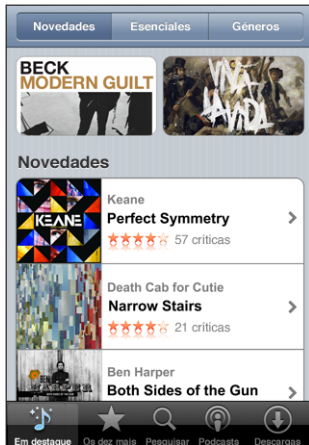 Novedades Esenciales Géneros
BECK
MODERN GUILT
VIVA
LA VIDA
Novedades
KEANE
Keane
Perfect Symmetry
57 críticas
Death Cab for Cutie
Narrow Stairs
21 críticas
Ben Harper
Both Sides of the Gun
Em destaque Os dez mais Pesquisar Podcasts Descargas